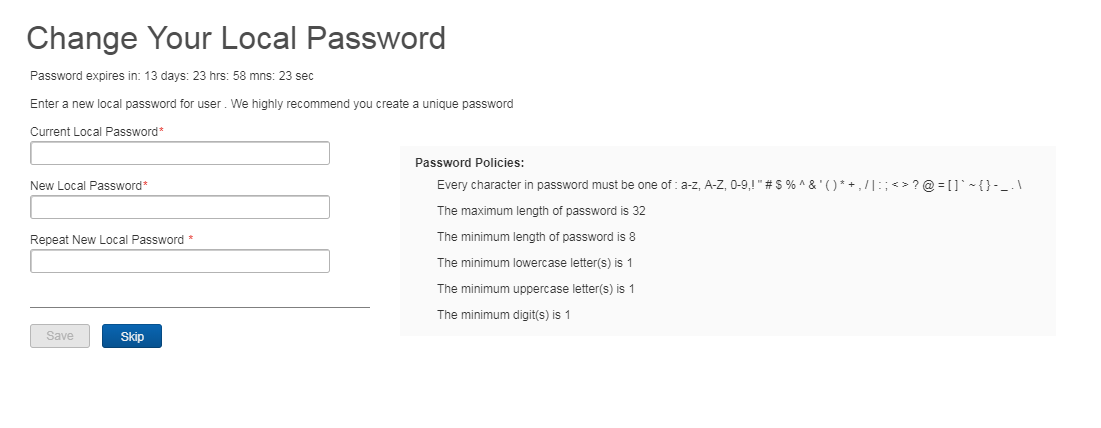 Change Your Local Password
Password expires in: 13 days: 23 hrs: 58 mns: 23 sec
Enter a new local password for user . We highly recommend you create a unique password
Current Local Password*
New Local Password*
Repeat New Local Password *
Save Skip
Password Policies:
Every character in password must be one of : a-z, A-Z, 0-9,! " # $ % ^ & ' ( ) * + , / | : ; < > ? @ = [ ] ` ~ { } - _ . \
The maximum length of password is 32
The minimum length of password is 8
The minimum lowercase letter(s) is 1
The minimum uppercase letter(s) is 1
The minimum digit(s) is 1